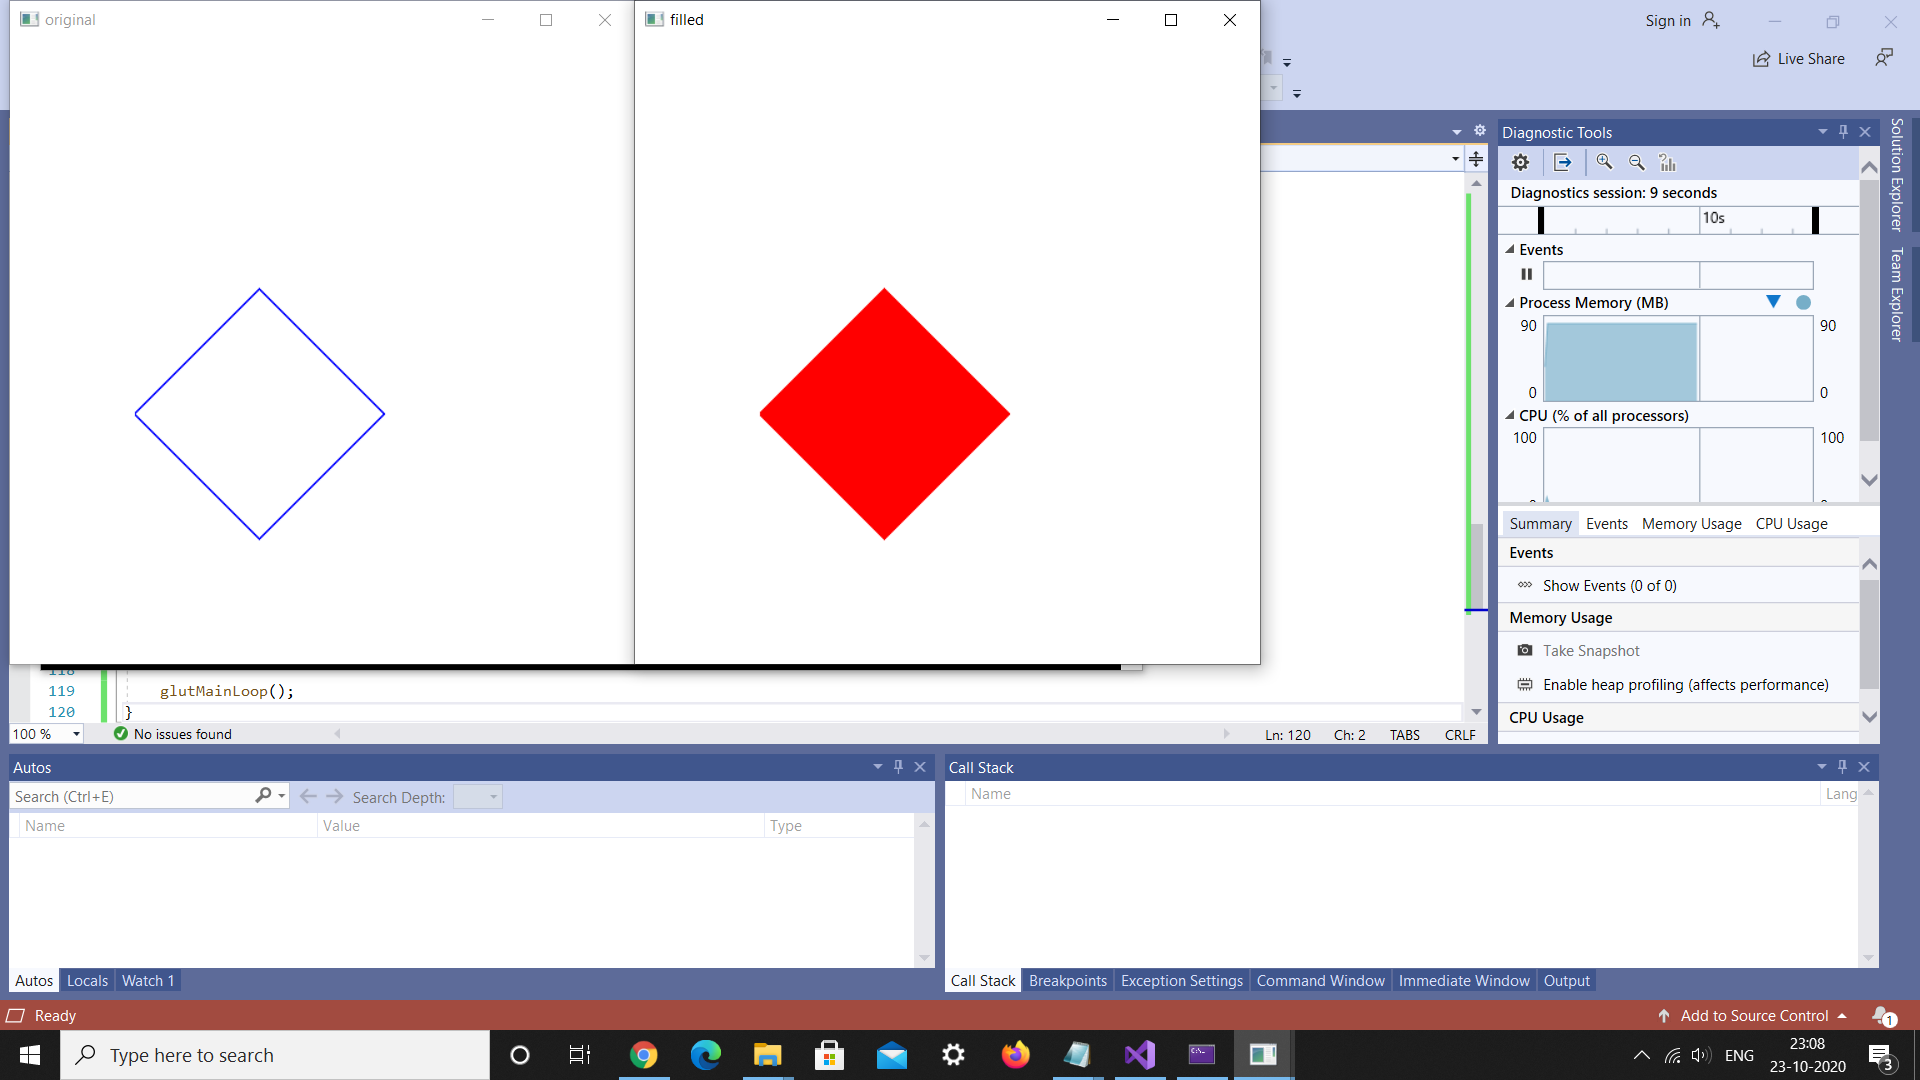 original
filled
Sign in
Live Share
Solution Explorer
Team Explorer
Diagnostic Tools
Diagnostics session: 9 seconds
10s
Events
Process Memory (MB)
90 90
0 0
CPU (% of all processors)
100 100
Summary Events Memory Usage CPU Usage
Events
Show Events (0 of 0)
Memory Usage
Take Snapshot
Enable heap profiling (affects performance)
CPU Usage
118
119 glutMainLoop();
120 }
100 % No issues found Ln: 120 Ch: 2 TABS CRLF
Autos
Search (Ctrl+E) Search Depth:
Name Value Type
Autos Locals Watch 1
Call Stack
Name Lang
Call Stack Breakpoints Exception Settings Command Window Immediate Window Output
Ready Add to Source Control 1
Type here to search
ENG
23:08
23-10-2020
3